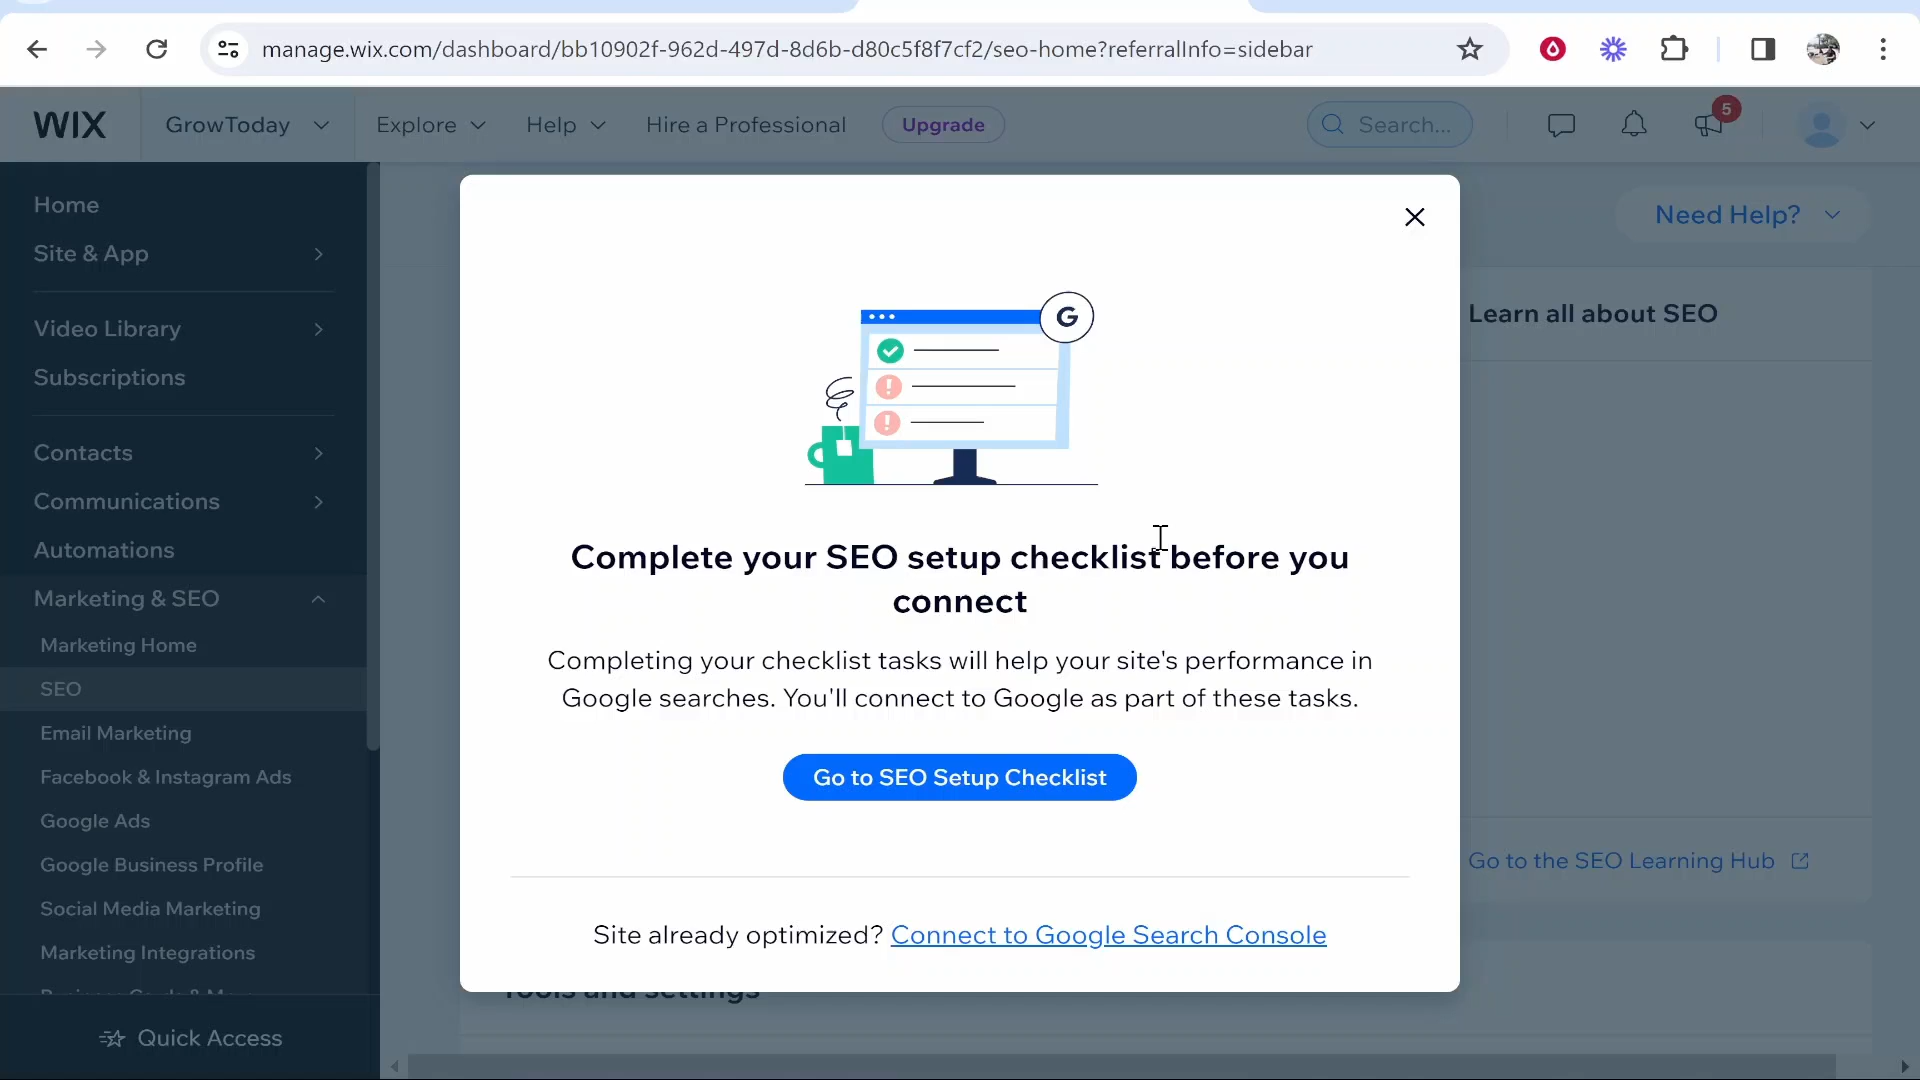 manage.wix.com/dashboard/bb10902f-962d-497d-8d6b-d80c5f8f7cf2/seo-home?referralInfo=sidebar
WIX
GrowToday
Explore
Help
Hire a Professional
Upgrade
Search...
5
Home
Site & App
Video Library
Subscriptions
Contacts
Communications
Automations
Marketing & SEO
Marketing Home
SEO
Email Marketing
Facebook & Instagram Ads
Google Ads
Google Business Profile
Social Media Marketing
Marketing Integrations
Quick Access
G
Complete your SEO setup checklist before you
connect
Completing your checklist tasks will help your site's performance in
Google searches. You'll connect to Google as part of these tasks.
Go to SEO Setup Checklist
Site already optimized? Connect to Google Search Console
Need Help?
Learn all about SEO
Go to the SEO Learning Hub
Tools and settings